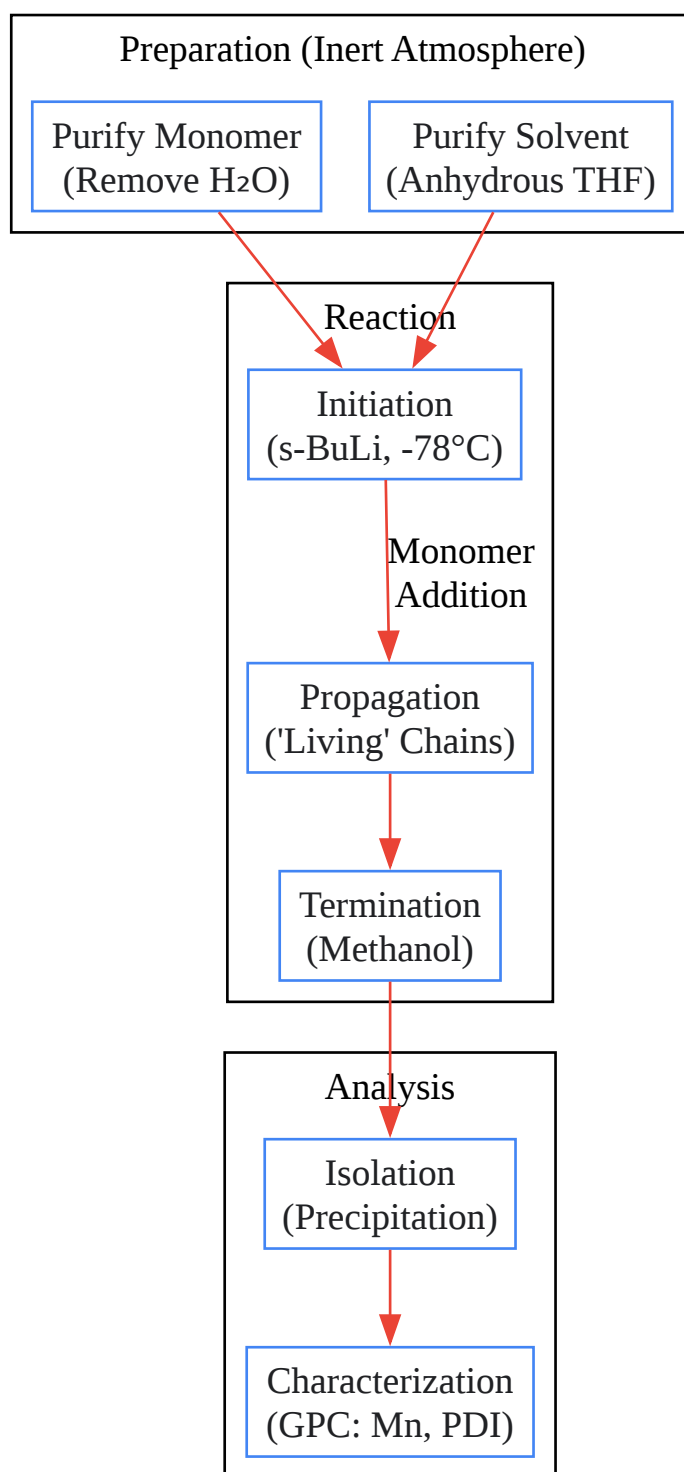 Preparation (Inert Atmosphere)
Purify Monomer
(Remove H₂O)
Purify Solvent
(Anhydrous THF)
Reaction
Initiation
(s-BuLi, -78°C)
Monomer
Addition
Propagation
('Living' Chains)
Termination
(Methanol)
Analysis
Isolation
(Precipitation)
Characterization
(GPC: Mn, PDI)